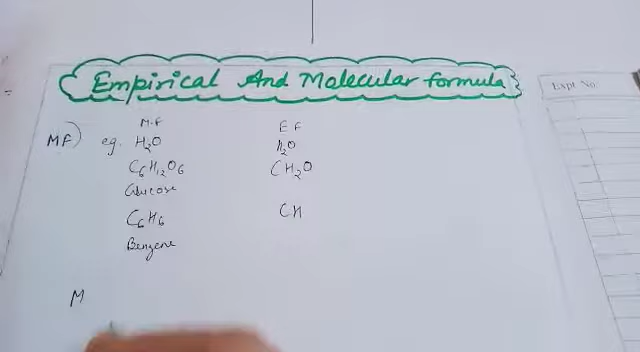 Empirical And Molecular formula
Expt No.
M.F E F
MF) eg. H₂O H₂O
C₆H₁₂O₆ CH₂O
Glucose
C₆H₆ CH
Benzene
M